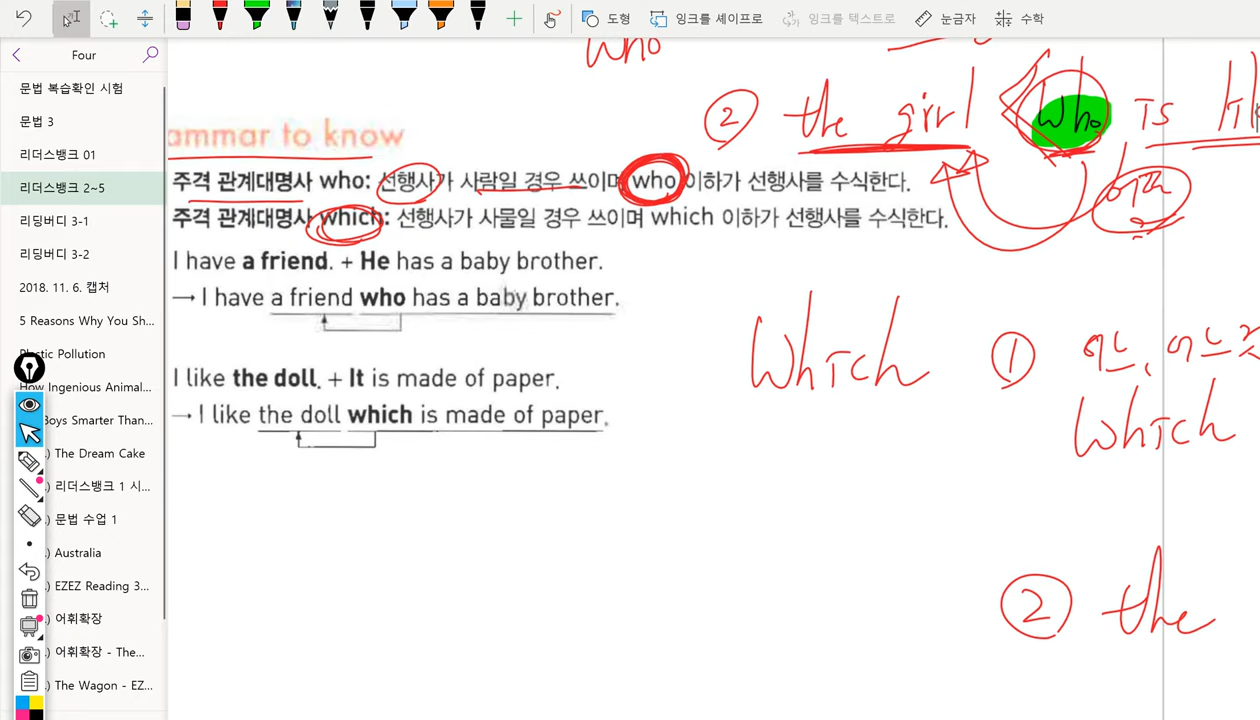 도형
잉크를 셰이프로
잉크를 텍스트로
눈금자
수학
Four
문법 복습확인 시험
문법 3
리더스뱅크 01
리더스뱅크 2~5
리딩버디 3-1
리딩버디 3-2
2018. 11. 6. 캡처
5 Reasons Why You Sh...
Plastic Pollution
How Ingenious Animal...
Boys Smarter Than...
.) The Dream Cake
.) 리더스뱅크 1 시...
.) 문법 수업 1
.) Australia
.) EZEZ Reading 3...
.) 어휘확장
.) 어휘확장 - The...
.) The Wagon - EZ...
who
② the girl who is
ammar to know
주격 관계대명사 who: 선행사가 사람일 경우 쓰이며 who 이하가 선행사를 수식한다.
주격 관계대명사 which: 선행사가 사물일 경우 쓰이며 which 이하가 선행사를 수식한다.
I have a friend. + He has a baby brother.
→ I have a friend who has a baby brother.
I like the doll. + It is made of paper.
→ I like the doll which is made of paper.
Which ① 어느, 어느것
Which
② the